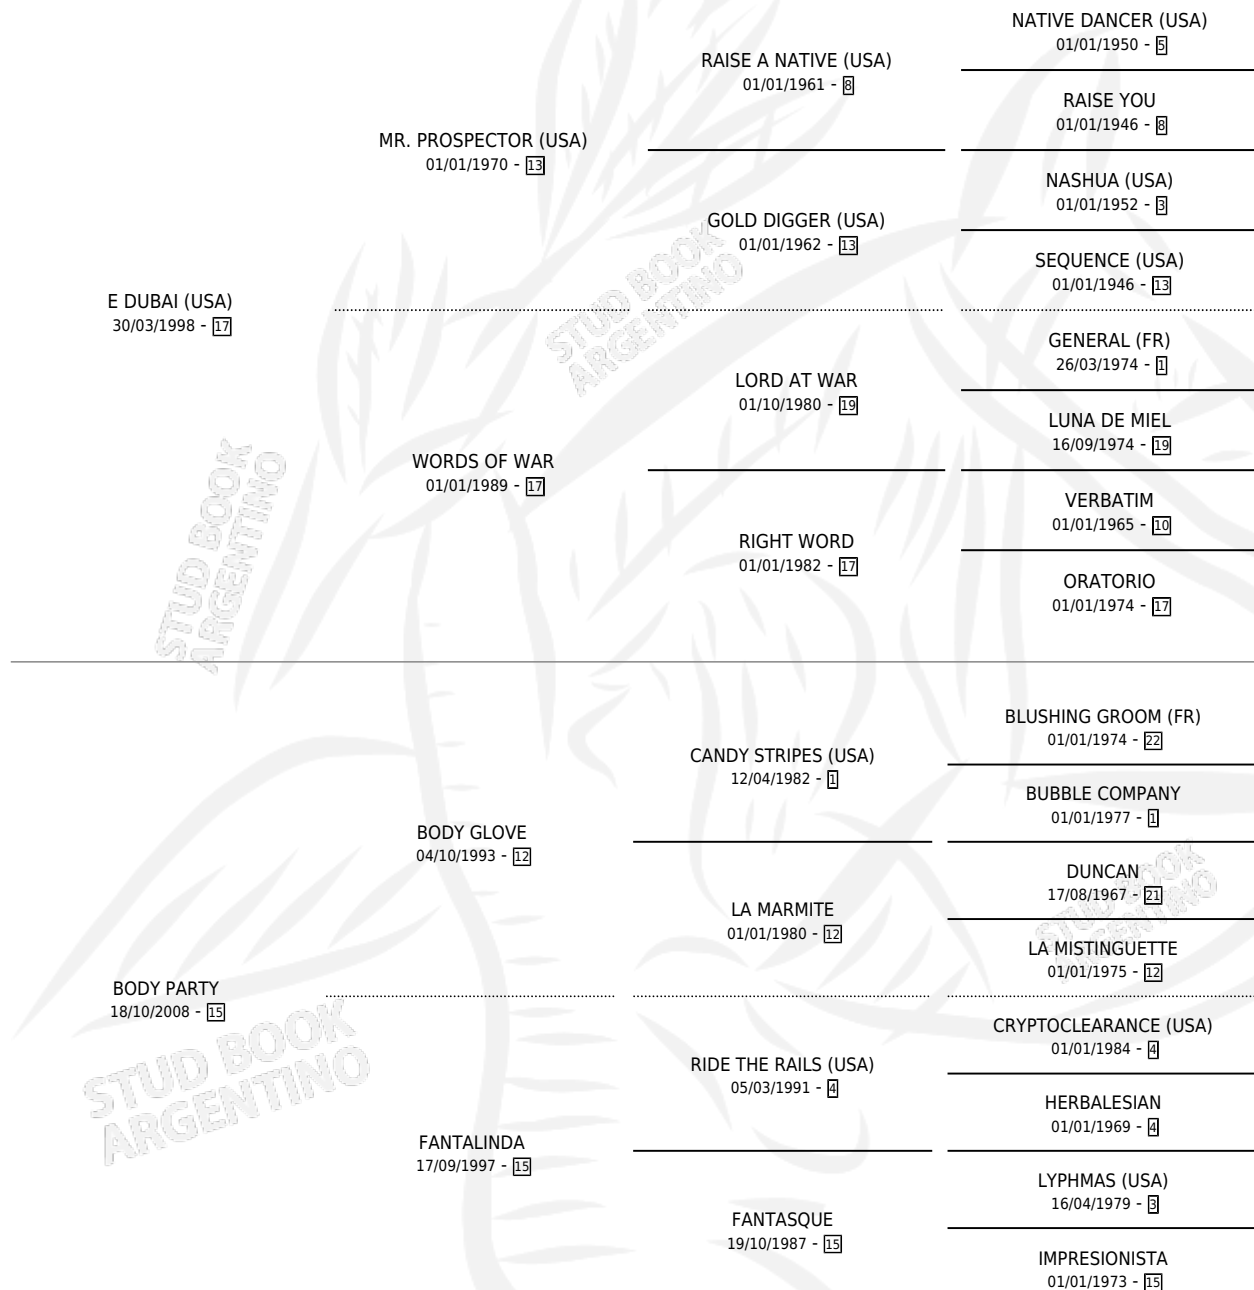 NATIVE DANCER (USA)
01/01/1950 - 5
RAISE A NATIVE (USA)
01/01/1961 - 8
RAISE YOU
01/01/1946 - 8
MR. PROSPECTOR (USA)
01/01/1970 - 13
NASHUA (USA)
01/01/1952 - 3
GOLD DIGGER (USA)
01/01/1962 - 13
SEQUENCE (USA)
01/01/1946 - 13
E DUBAI (USA)
30/03/1998 - 17
STUD BOOK
ARGENTINO
GENERAL (FR)
26/03/1974 - 1
LORD AT WAR
01/10/1980 - 19
LUNA DE MIEL
16/09/1974 - 19
WORDS OF WAR
01/01/1989 - 17
VERBATIM
01/01/1965 - 10
RIGHT WORD
01/01/1982 - 17
ORATORIO
01/01/1974 - 17
STUD BOOK
ARGENTINO
BLUSHING GROOM (FR)
01/01/1974 - 22
CANDY STRIPES (USA)
12/04/1982 - 1
BUBBLE COMPANY
01/01/1977 - 1
BODY GLOVE
04/10/1993 - 12
DUNCAN
17/08/1967 - 21
LA MARMITE
01/01/1980 - 12
LA MISTINGUETTE
01/01/1975 - 12
STUD BOOK
ARGENTINO
BODY PARTY
18/10/2008 - 15
CRYPTOCLEARANCE (USA)
01/01/1984 - 4
RIDE THE RAILS (USA)
05/03/1991 - 4
HERBALESIAN
01/01/1969 - 4
STUD BOOK
ARGENTINO
FANTALINDA
17/09/1997 - 15
LYPHMAS (USA)
16/04/1979 - 3
FANTASQUE
19/10/1987 - 15
IMPRESIONISTA
01/01/1973 - 15